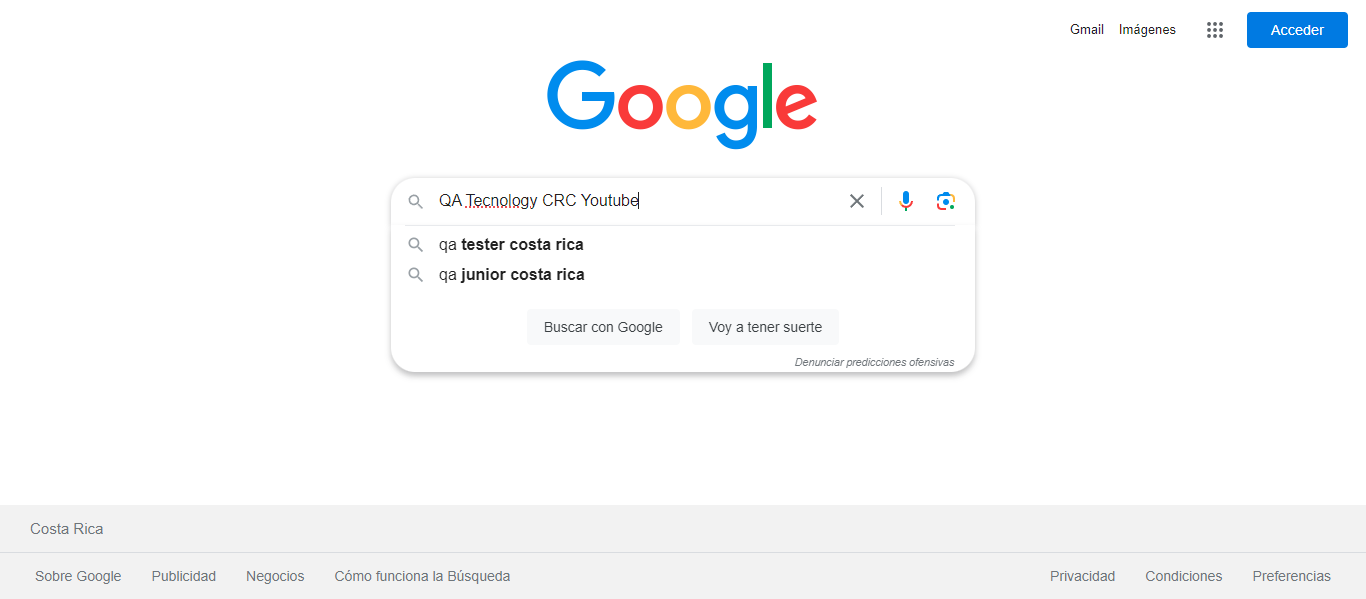 Gmail Imágenes Acceder
Google
QA Tecnology CRC Youtube
qa tester costa rica
qa junior costa rica
Buscar con Google Voy a tener suerte
Denunciar predicciones ofensivas
Costa Rica
Sobre Google Publicidad Negocios Cómo funciona la Búsqueda Privacidad Condiciones Preferencias